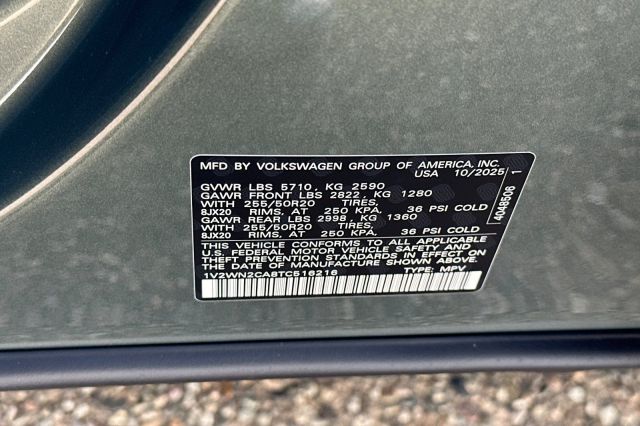 MFD BY VOLKSWAGEN GROUP OF AMERICA, INC.
USA 10/2025
GVWR LBS 5710, KG 2590
GAWR FRONT LBS 2822, KG 1280
WITH 255/50R20 TIRES,
8JX20 RIMS, AT 250 KPA, 36 PSI COLD
GAWR REAR LBS 2998, KG 1360
WITH 255/50R20 TIRES,
8JX20 RIMS, AT 250 KPA, 36 PSI COLD
THIS VEHICLE CONFORMS TO ALL APPLICABLE
U.S. FEDERAL MOTOR VEHICLE SAFETY AND
THEFT PREVENTION STANDARDS IN EFFECT ON
THE DATE OF MANUFACTURE SHOWN ABOVE
1V2WN2CA8TC516216 TYPE: MPV
4048506 1